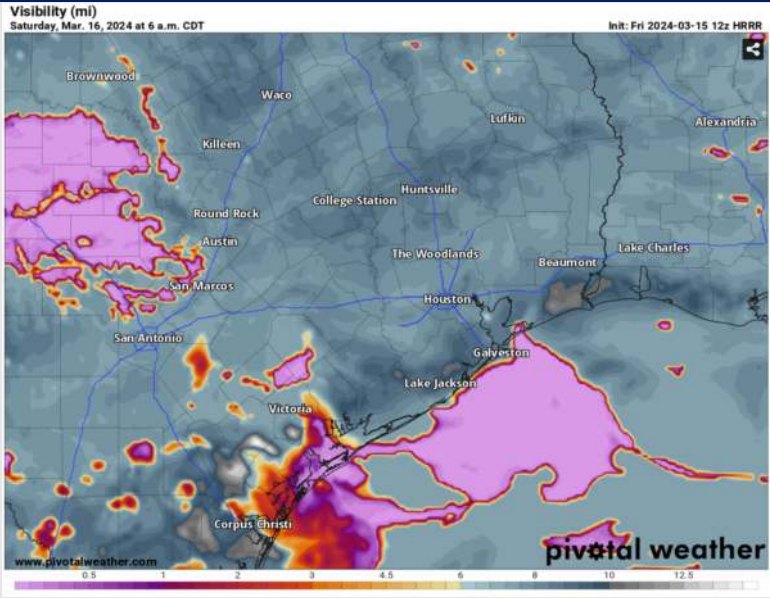 Visibility (mi)
Saturday, Mar. 16, 2024 at 6 a.m. CDT
Init: Fri 2024-03-15 12z HRRR
Brownwood
Waco
Lufkin
Alexandria
Killeen
Huntsville
College Station
Round Rock
Austin
The Woodlands
Lake Charles
Beaumont
San Marcos
Houston
San Antonio
Galveston
Lake Jackson
Victoria
Corpus Christi
www.pivotalweather.com
pivotal weather
0.5 1 2 3 4.5 6 8 10 12.5